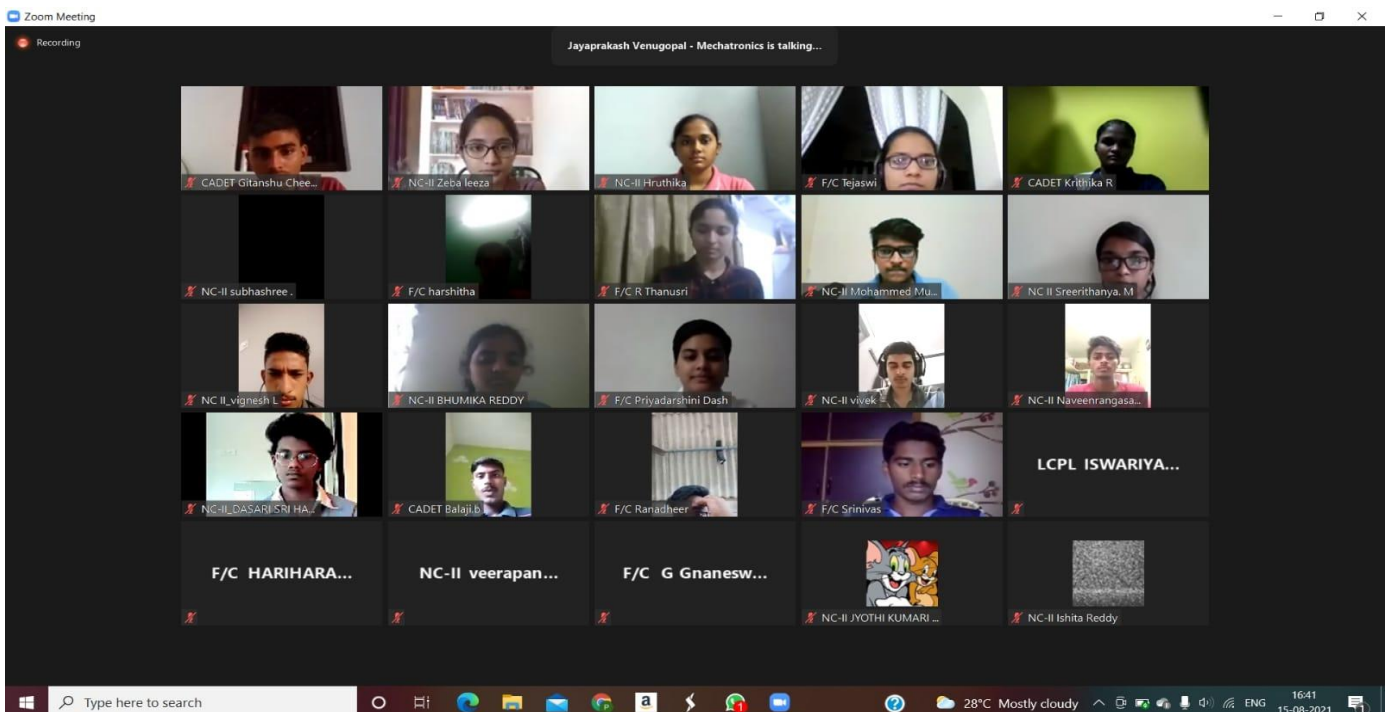 Zoom Meeting
Recording
Jayaprakash Venugopal - Mechatronics is talking...
CADET Gitanshu Chee...
NC-II Zeba leeza
NC-II Hruthika
F/C Tejaswi
CADET Krithika R
NC-II subhashree .
F/C harshitha
F/C R Thanusri
NC-II Mohammed Mu...
NC II Sreerithanya. M
NC II_vignesh L
NC-II BHUMIKA REDDY
F/C Priyadarshini Dash
NC-II vivek
NC-II Naveenrangasa...
NC-II_DASARI SRI HA...
CADET Balaji.b
F/C Ranadheer
F/C Srinivas
LCPL ISWARIYA...
F/C HARIHARA...
NC-II veerapan...
F/C G Gnanesw...
NC-II JYOTHI KUMARI ...
NC-II Ishita Reddy
Type here to search
a
28°C Mostly cloudy
ENG
16:41
15-08-2021